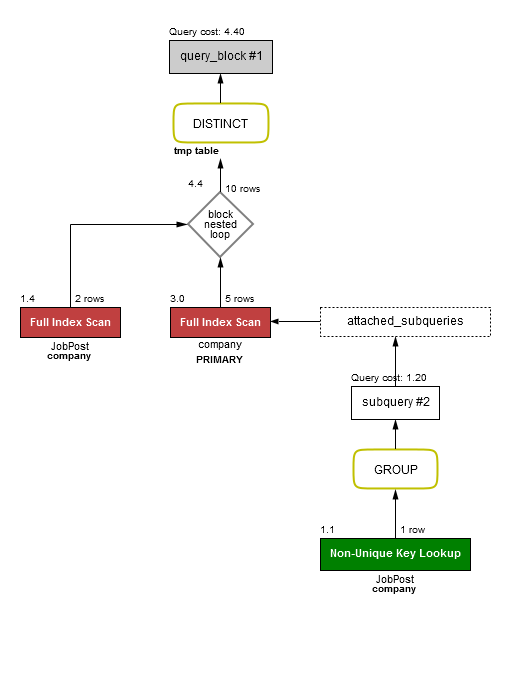 Query cost: 4.40
query_block #1
DISTINCT
tmp table
4.4
10 rows
block
nested
loop
1.4
2 rows
3.0
5 rows
Full Index Scan
Full Index Scan
attached_subqueries
JobPost
company
company
PRIMARY
Query cost: 1.20
subquery #2
GROUP
1.1
1 row
Non-Unique Key Lookup
JobPost
company